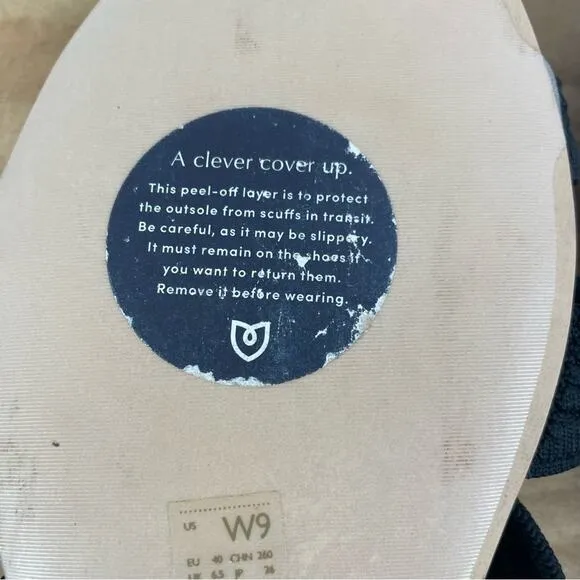 A clever cover up.
This peel-off layer is to protect
the outsole from scuffs in transit.
Be careful, as it may be slippery.
It must remain on the shoes if
you want to return them.
Remove it before wearing.
US W9
EU 40 CHN 260
UK 6.5 JP 26